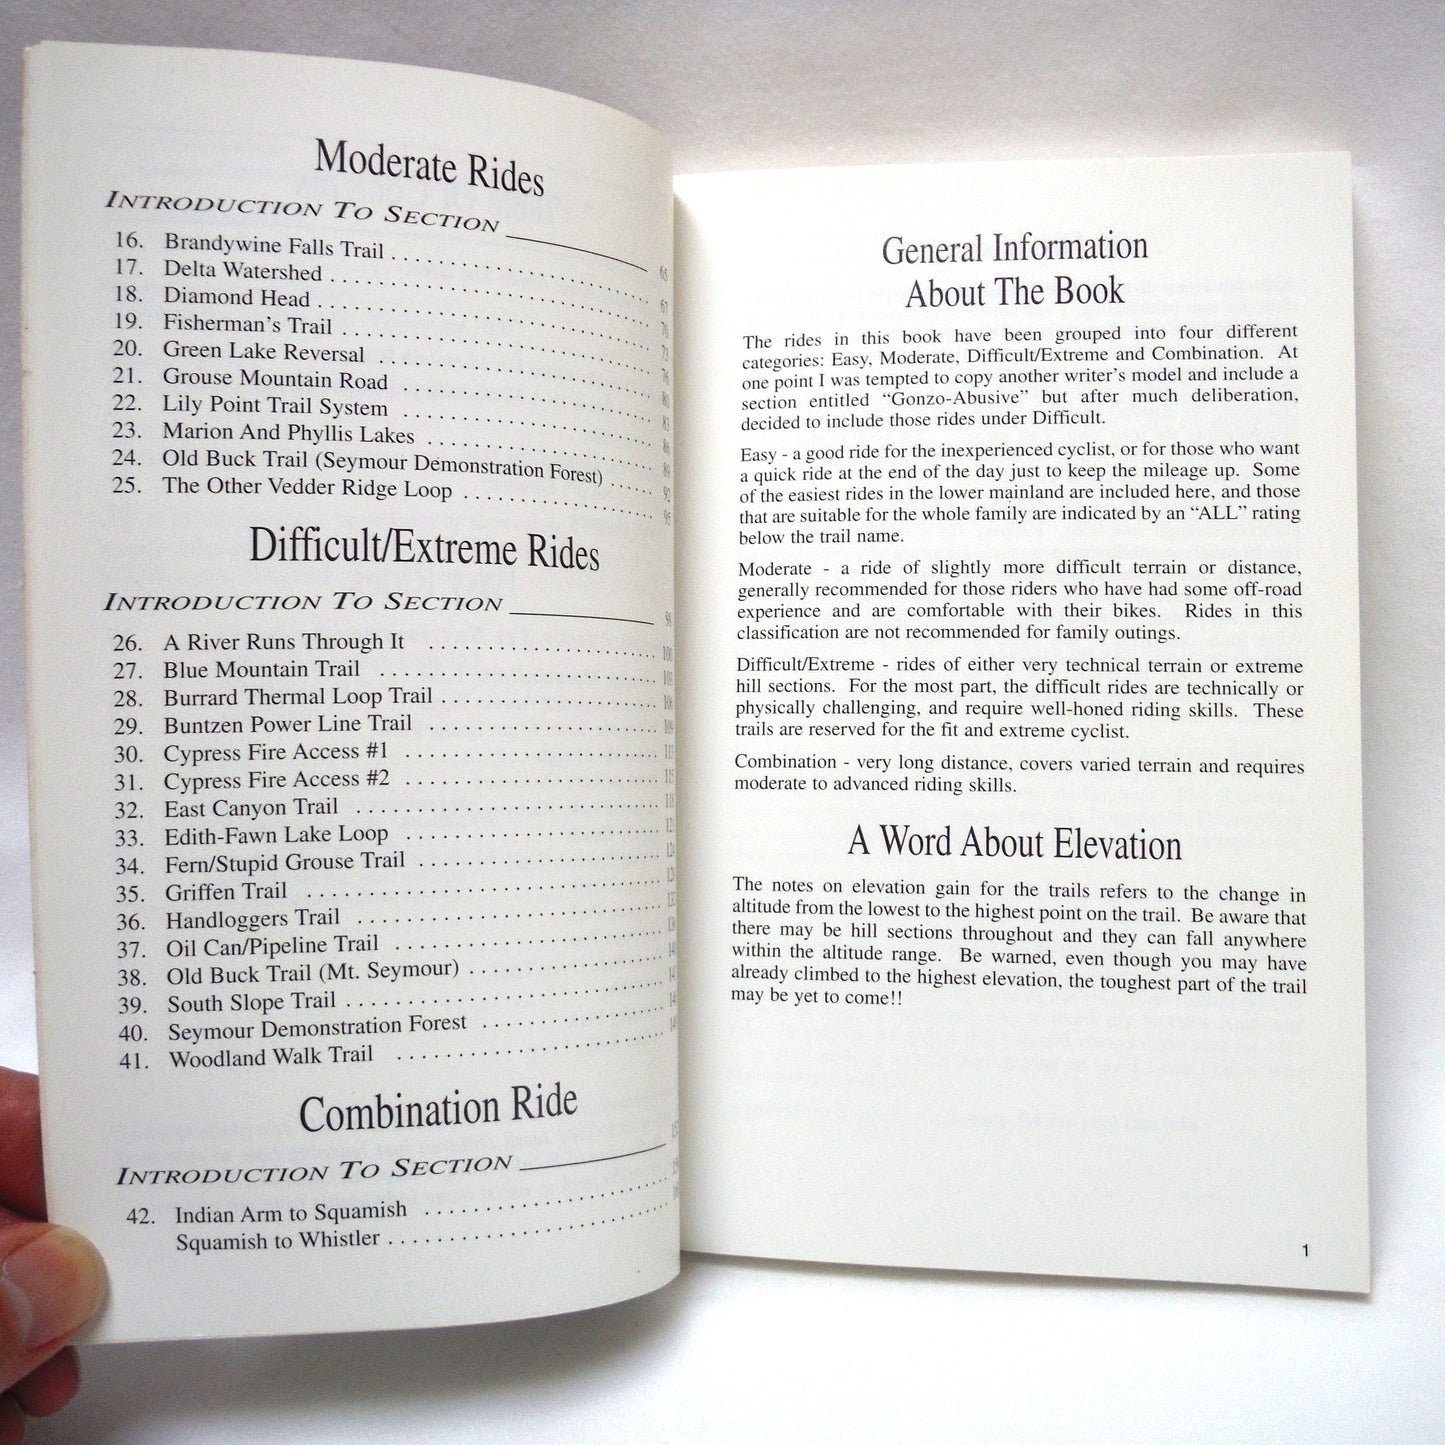 Moderate Rides
INTRODUCTION TO SECTION 65
16. Brandywine Falls Trail 67
17. Delta Watershed 70
18. Diamond Head 73
19. Fisherman's Trail 76
20. Green Lake Reversal 80
21. Grouse Mountain Road 83
22. Lily Point Trail System 86
23. Marion And Phyllis Lakes 89
24. Old Buck Trail (Seymour Demonstration Forest) 92
25. The Other Vedder Ridge Loop 95
Difficult/Extreme Rides
INTRODUCTION TO SECTION
26. A River Runs Through It 100
27. Blue Mountain Trail 103
28. Burrard Thermal Loop Trail 106
29. Buntzen Power Line Trail 109
30. Cypress Fire Access #1
31. Cypress Fire Access #2
32. East Canyon Trail
33. Edith-Fawn Lake Loop
34. Fern/Stupid Grouse Trail
35. Griffen Trail
36. Handloggers Trail
37. Oil Can/Pipeline Trail
38. Old Buck Trail (Mt. Seymour)
39. South Slope Trail
40. Seymour Demonstration Forest
41. Woodland Walk Trail
Combination Ride
INTRODUCTION TO SECTION
42. Indian Arm to Squamish
Squamish to Whistler
General Information
About The Book
The rides in this book have been grouped into four different
categories: Easy, Moderate, Difficult/Extreme and Combination. At
one point I was tempted to copy another writer's model and include a
section entitled “Gonzo-Abusive” but after much deliberation,
decided to include those rides under Difficult.
Easy - a good ride for the inexperienced cyclist, or for those who want
a quick ride at the end of the day just to keep the mileage up. Some
of the easiest rides in the lower mainland are included here, and those
that are suitable for the whole family are indicated by an “ALL” rating
below the trail name.
Moderate - a ride of slightly more difficult terrain or distance,
generally recommended for those riders who have had some off-road
experience and are comfortable with their bikes. Rides in this
classification are not recommended for family outings.
Difficult/Extreme - rides of either very technical terrain or extreme
hill sections. For the most part, the difficult rides are technically or
physically challenging, and require well-honed riding skills. These
trails are reserved for the fit and extreme cyclist.
Combination - very long distance, covers varied terrain and requires
moderate to advanced riding skills.
A Word About Elevation
The notes on elevation gain for the trails refers to the change in
altitude from the lowest to the highest point on the trail. Be aware that
there may be hill sections throughout and they can fall anywhere
within the altitude range. Be warned, even though you may have
already climbed to the highest elevation, the toughest part of the trail
may be yet to come!!
1